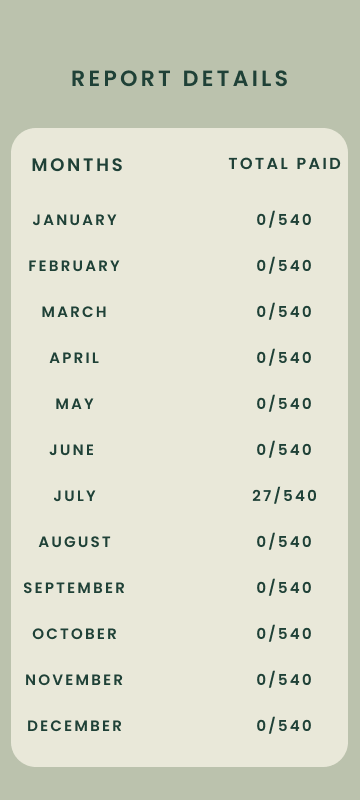 REPORT DETAILS
MONTHS TOTAL PAID
JANUARY 0/540
FEBRUARY 0/540
MARCH 0/540
APRIL 0/540
MAY 0/540
JUNE 0/540
JULY 27/540
AUGUST 0/540
SEPTEMBER 0/540
OCTOBER 0/540
NOVEMBER 0/540
DECEMBER 0/540